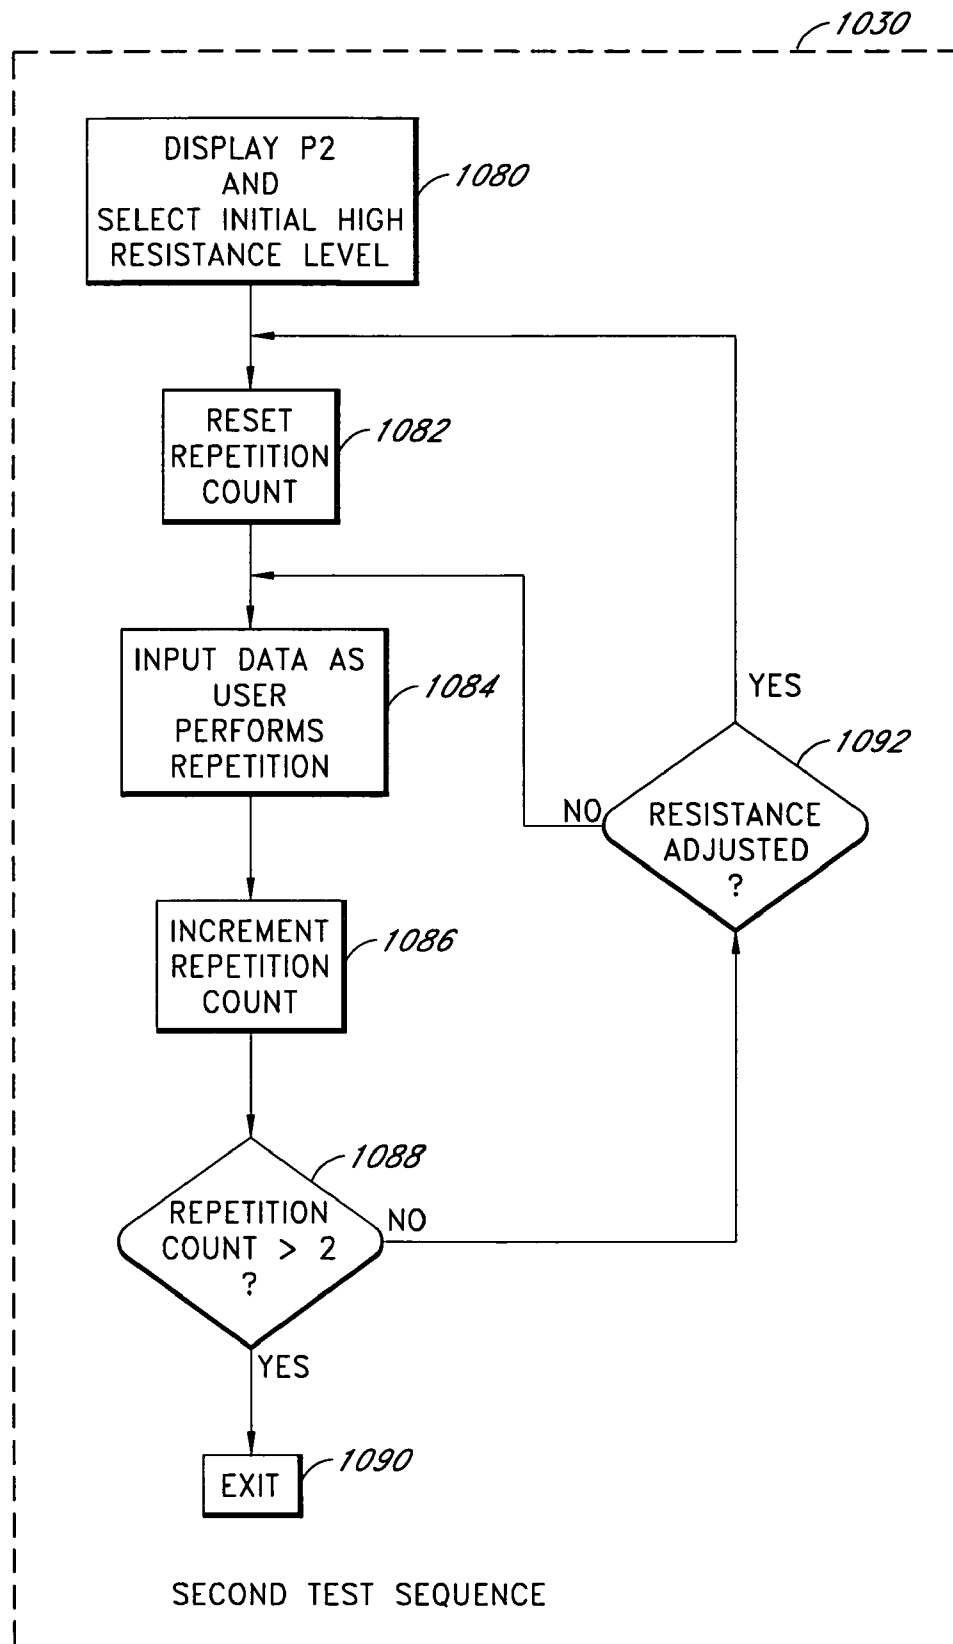 1030
DISPLAY P2
AND
SELECT INITIAL HIGH
RESISTANCE LEVEL
1080
RESET
REPETITION
COUNT
1082
INPUT DATA AS
USER
PERFORMS
REPETITION
1084
YES
1092
NO
RESISTANCE
ADJUSTED
?
INCREMENT
REPETITION
COUNT
1086
1088
REPETITION
COUNT > 2
?
NO
YES
EXIT
1090
SECOND TEST SEQUENCE